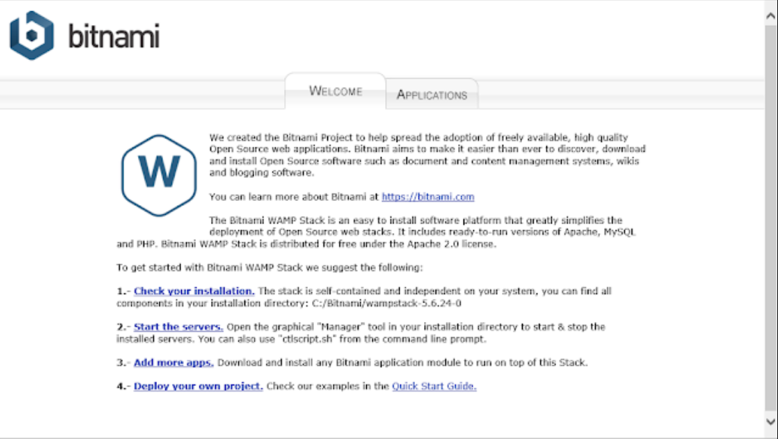 bitnami
WELCOME
APPLICATIONS
We created the Bitnami Project to help spread the adoption of freely available, high quality
Open Source web applications. Bitnami aims to make it easier than ever to discover, download
and install Open Source software such as document and content management systems, wikis
and blogging software.
W
You can learn more about Bitnami at https://bitnami.com
The Bitnami WAMP Stack is an easy to install software platform that greatly simplifies the
deployment of Open Source web stacks. It includes ready-to-run versions of Apache, MySQL
and PHP. Bitnami WAMP Stack is distributed for free under the Apache 2.0 license.
To get started with Bitnami WAMP Stack we suggest the following:
1.- Check your installation. The stack is self-contained and independent on your system, you can find all
components in your installation directory: C:/Bitnami/wampstack-5.6.24-0
2.- Start the servers. Open the graphical "Manager" tool in your installation directory to start & stop the
installed servers. You can also use "ctlscript.sh" from the command line prompt.
3.- Add more apps. Download and install any Bitnami application module to run on top of this Stack.
4.- Deploy your own project. Check our examples in the Quick Start Guide.